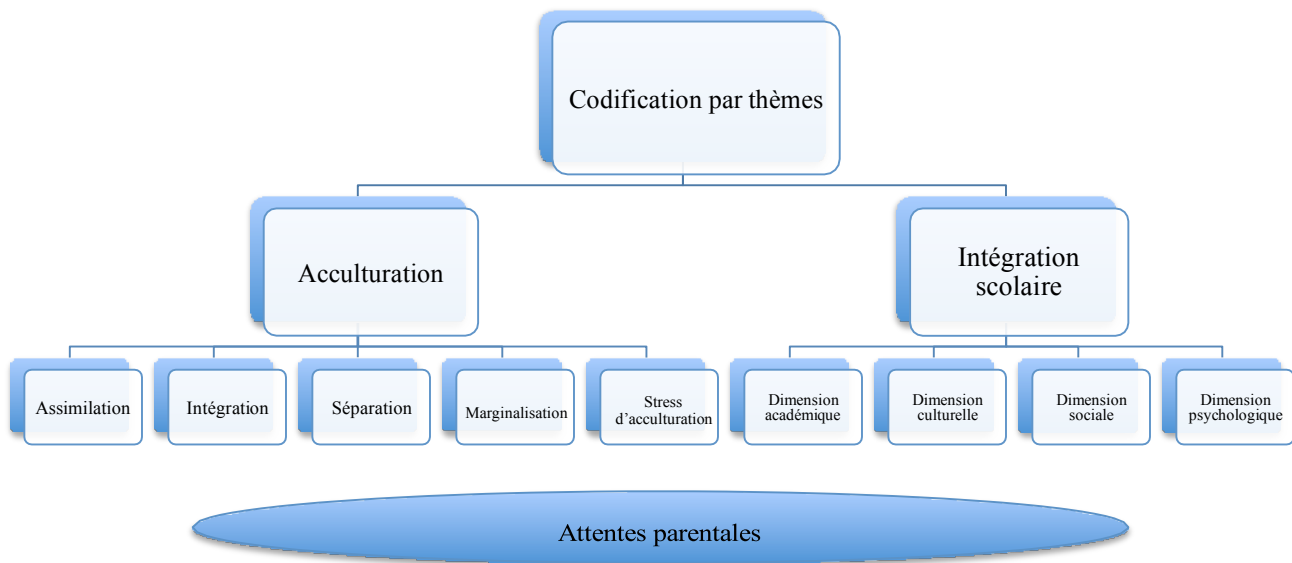 Codification par thèmes
Acculturation
Intégration
scolaire
Assimilation
Intégration
Séparation
Marginalisation
Stress
d’acculturation
Dimension
académique
Dimension
culturelle
Dimension
sociale
Dimension
psychologique
Attentes parentales